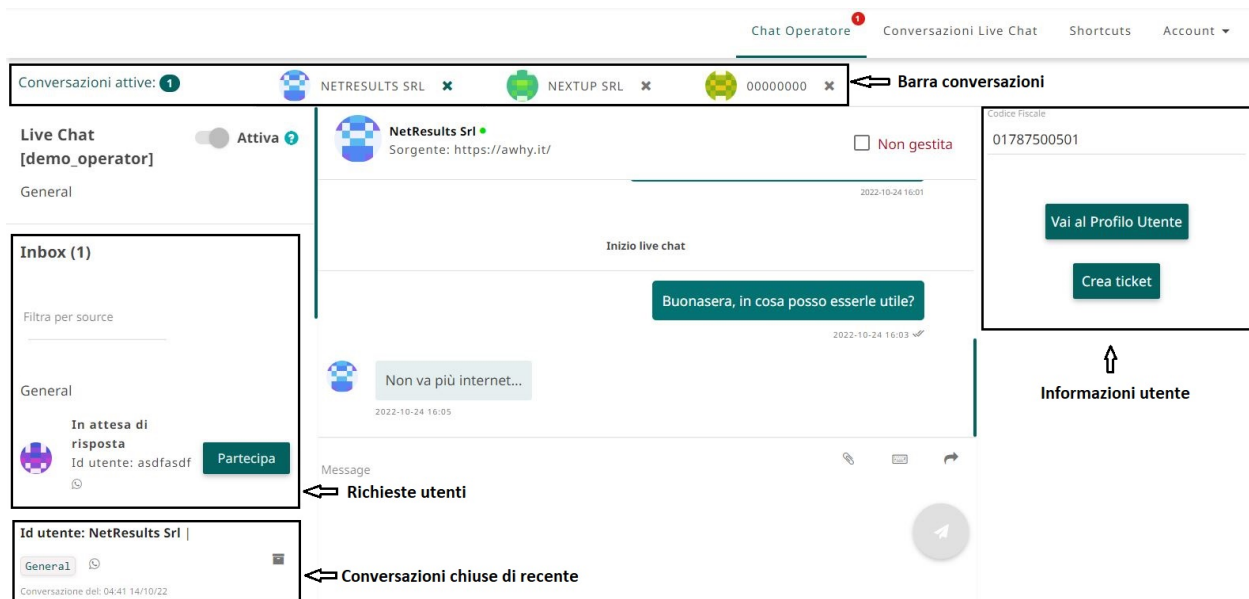 Chat Operatore 1 Conversazioni Live Chat Shortcuts Account
Conversazioni attive: 1 NETRESULTS SRL NEXTUP SRL 00000000 Barra conversazioni
Live Chat
[demo_operator]
Attiva ?
General
Inbox (1)
Filtra per source
General
In attesa di
risposta
Id utente: asdfasdf
Partecipa
Richieste utenti
Id utente: NetResults Srl |
General
Conversazione del: 04:41 14/10/22
Conversazioni chiuse di recente
NetResults Srl
Sorgente: https://awhy.it/
Non gestita
2022-10-24 16:01
Inizio live chat
Buonasera, in cosa posso esserle utile?
2022-10-24 16:03
Non va più internet...
2022-10-24 16:05
Message
Codice Fiscale
01787500501
Vai al Profilo Utente
Crea ticket
Informazioni utente